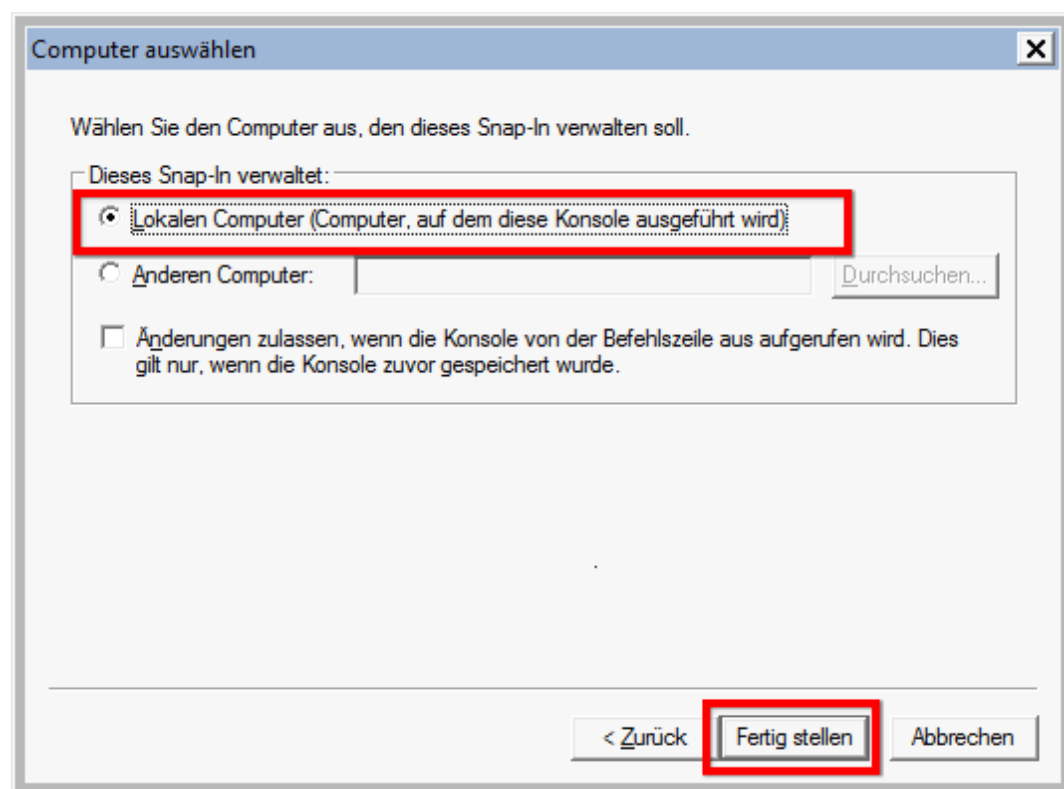 Computer auswählen
Wählen Sie den Computer aus, den dieses Snap-In verwalten soll.
Dieses Snap-In verwaltet:
Lokalen Computer (Computer, auf dem diese Konsole ausgeführt wird)
Anderen Computer:
Durchsuchen...
Änderungen zulassen, wenn die Konsole von der Befehlszeile aus aufgerufen wird. Dies
gilt nur, wenn die Konsole zuvor gespeichert wurde.
< Zurück
Fertig stellen
Abbrechen